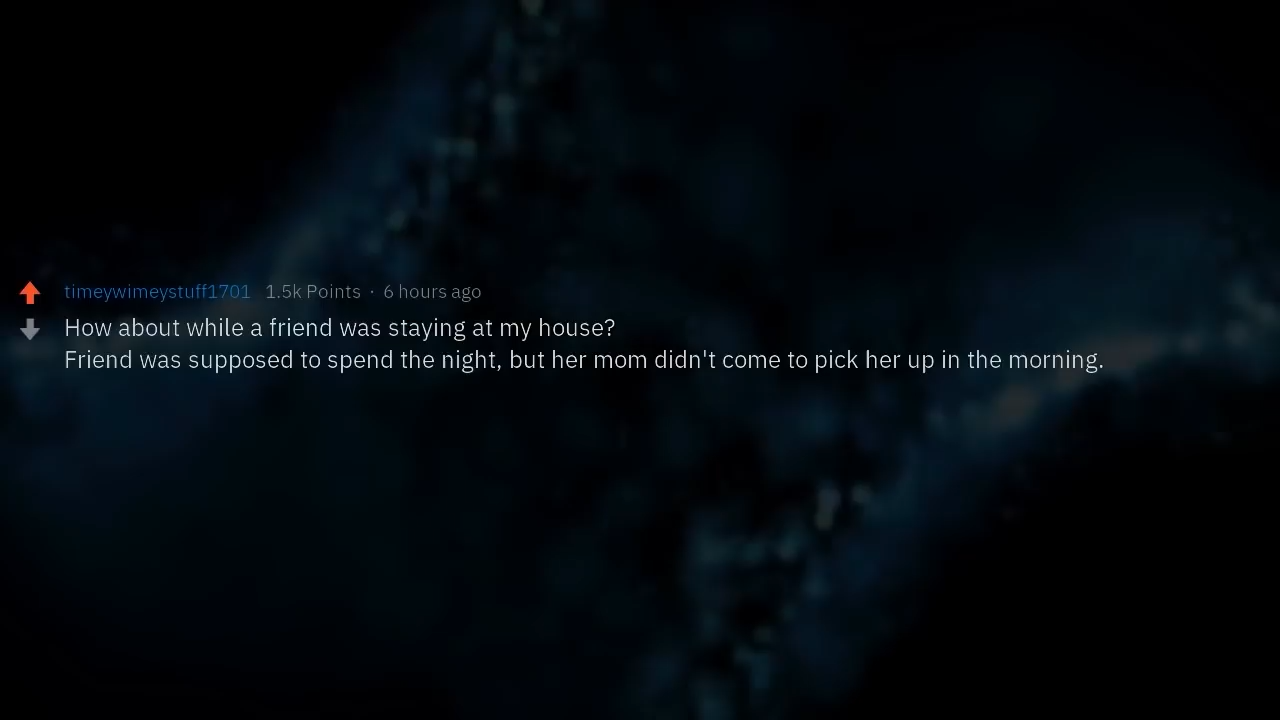 timeywimeystuff1701 1.5k Points · 6 hours ago
How about while a friend was staying at my house?
Friend was supposed to spend the night, but her mom didn't come to pick her up in the morning.